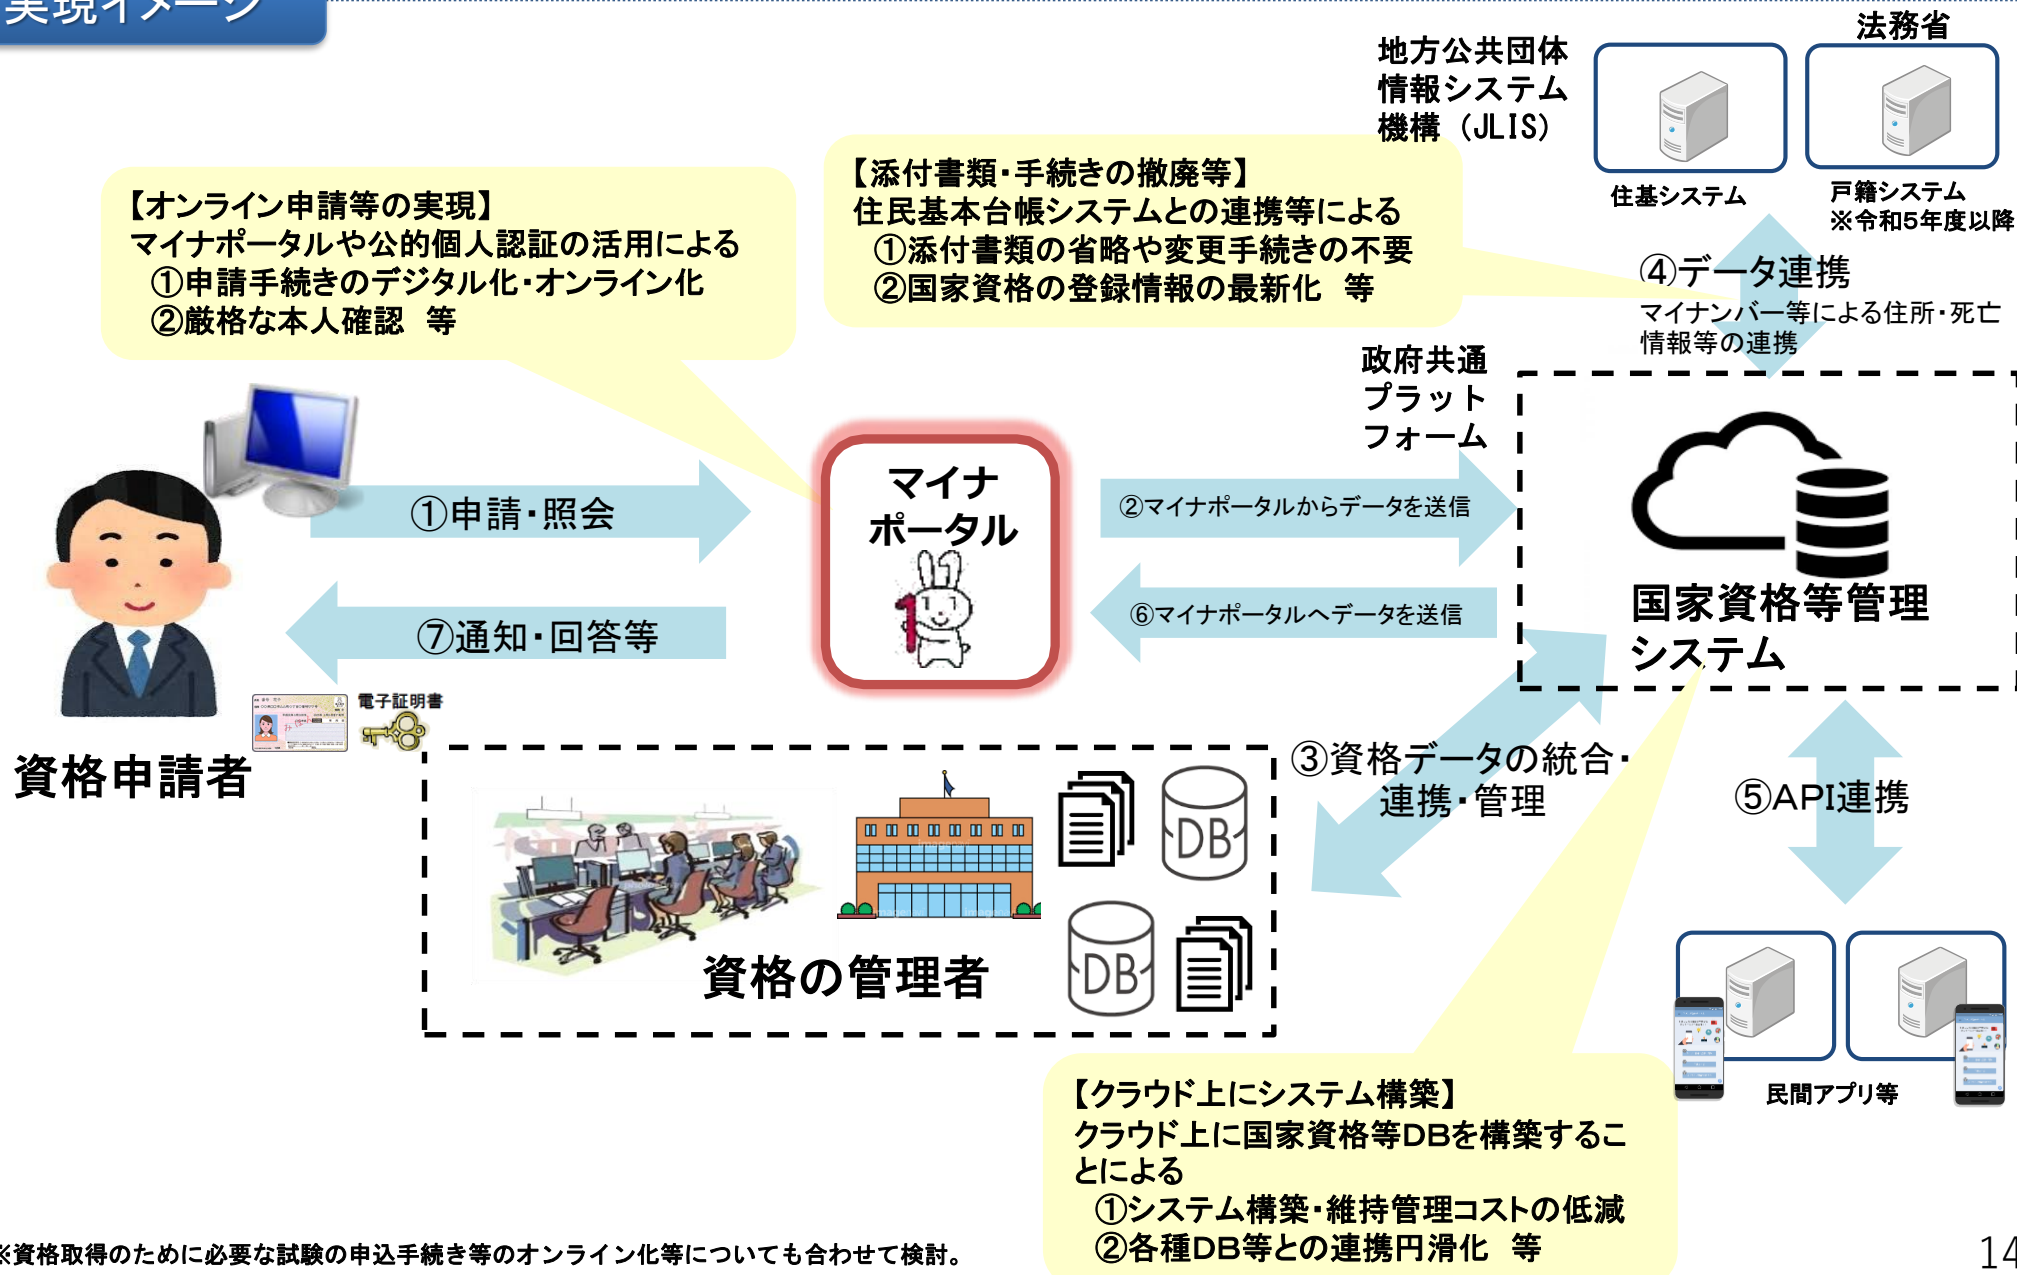 実現イメージ
法務省
地方公共団体
情報システム
機構（JLIS）
住基システム
戸籍システム
※令和5年度以降
【オンライン申請等の実現】
マイナポータルや公的個人認証の活用による
①申請手続きのデジタル化・オンライン化
②厳格な本人確認 等
【添付書類・手続きの撤廃等】
住民基本台帳システムとの連携等による
①添付書類の省略や変更手続きの不要
②国家資格の登録情報の最新化 等
④データ連携
マイナンバー等による住所・死亡
情報等の連携
政府共通
プラット
フォーム
マイナ
ポータル
①申請・照会
②マイナポータルからデータを送信
⑥マイナポータルへデータを送信
⑦通知・回答等
国家資格等管理
システム
電子証明書
資格申請者
③資格データの統合・
連携・管理
⑤API連携
DB
DB
資格の管理者
民間アプリ等
【クラウド上にシステム構築】
クラウド上に国家資格等DBを構築するこ
とによる
①システム構築・維持管理コストの低減
②各種DB等との連携円滑化 等
※資格取得のために必要な試験の申込手続き等のオンライン化等についても合わせて検討。
14